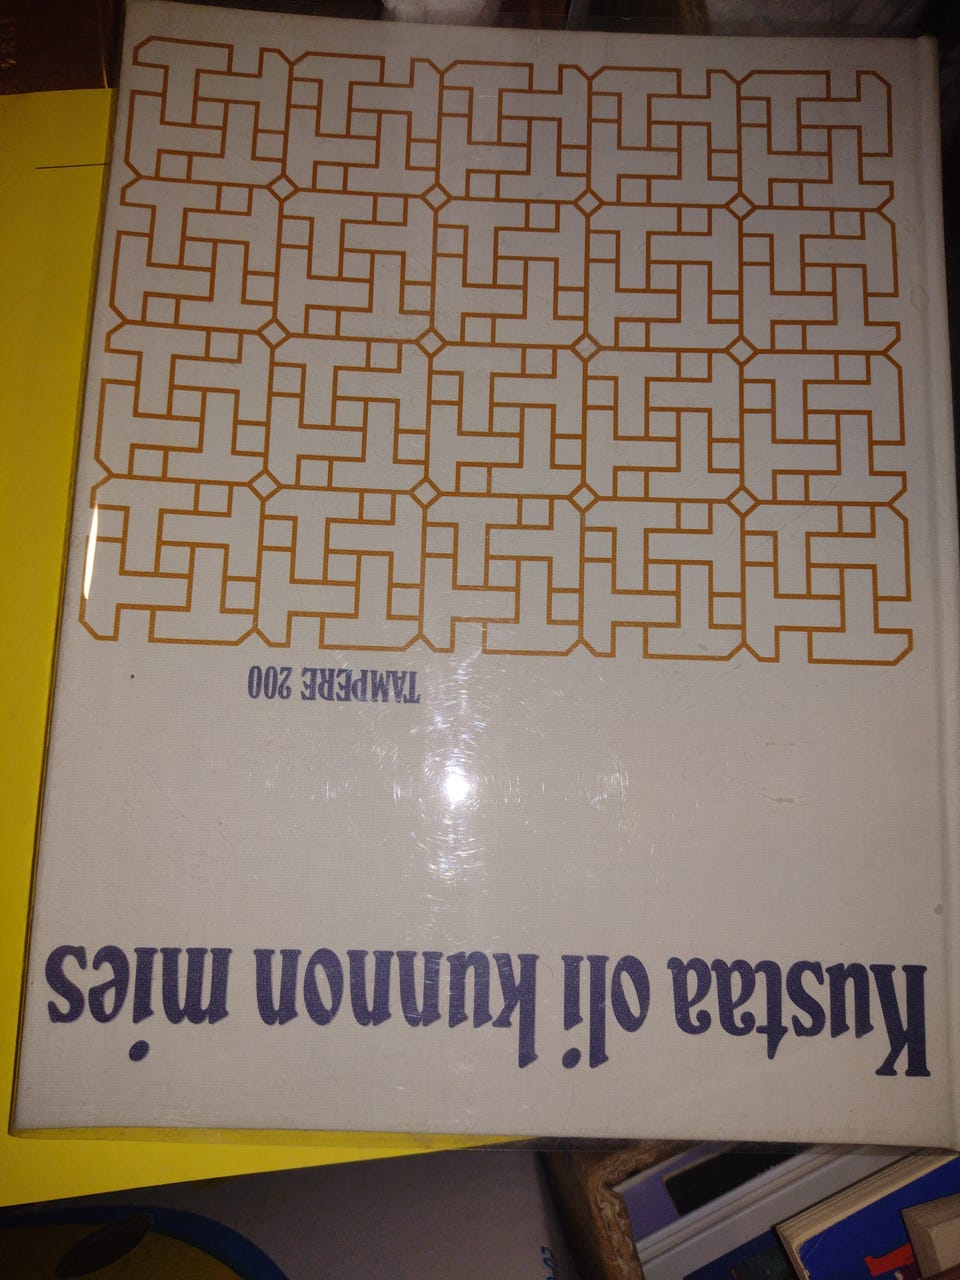 Kustaa oli kunnon mies
TAMPERE 200